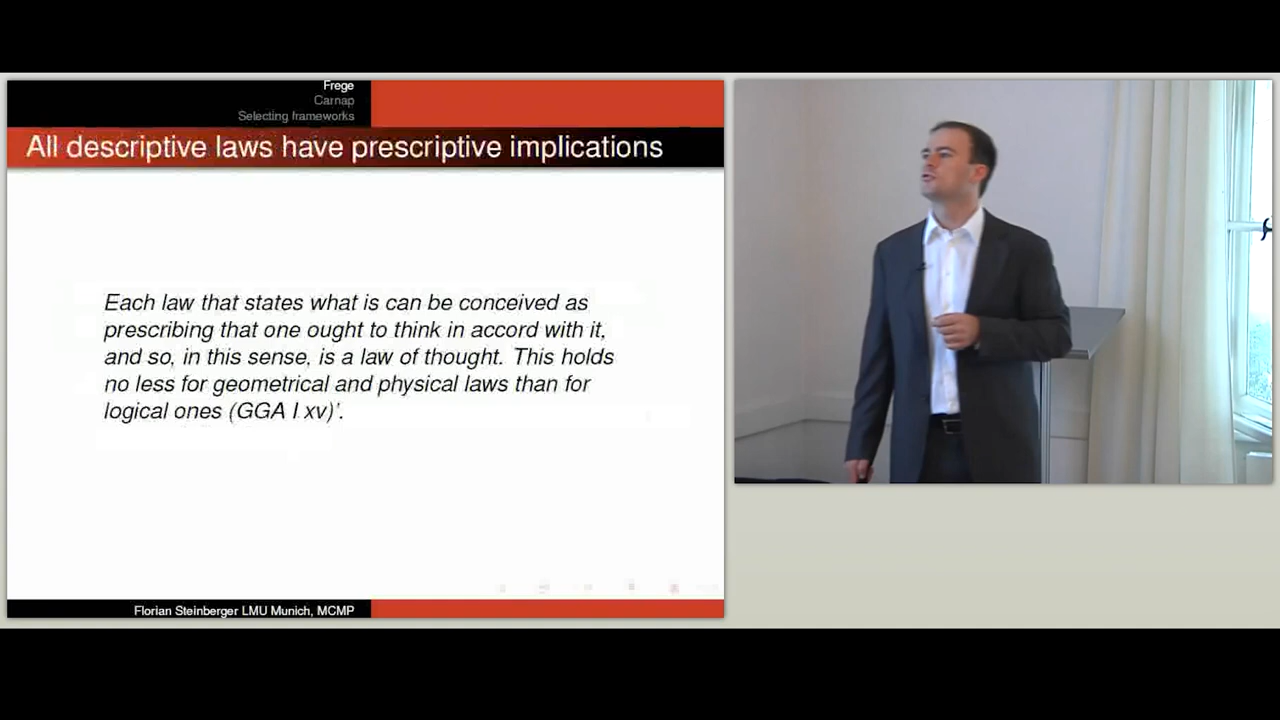 Frege
Carnap
Selecting frameworks
All descriptive laws have prescriptive implications
Each law that states what is can be conceived as
prescribing that one ought to think in accord with it,
and so, in this sense, is a law of thought. This holds
no less for geometrical and physical laws than for
logical ones (GGA I xv)'.
Florian Steinberger LMU Munich, MCMP